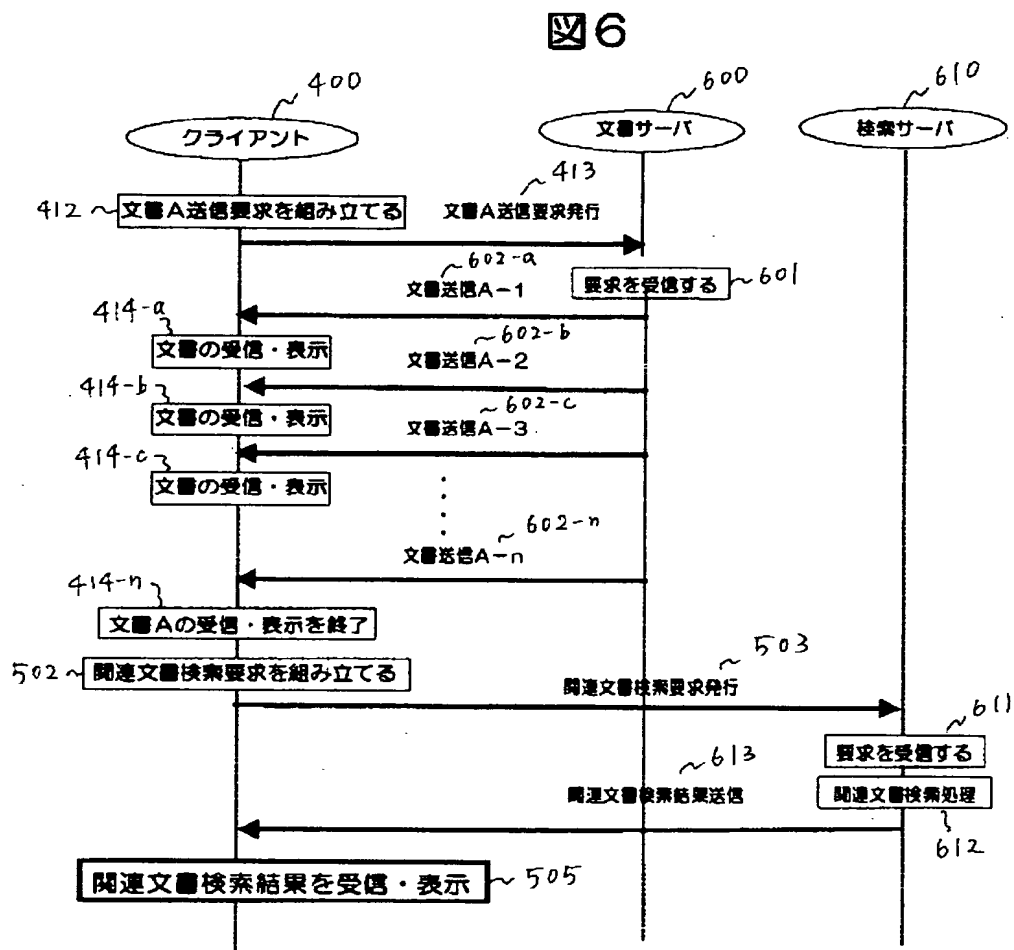 図6
400
600
610
クライアント
文書サーバ
検索サーバ
413
412
文書A送信要求を組み立てる
文書A送信要求発行
602-a
文書送信A-1
要求を受信する
601
414-a
602-b
文書の受信・表示
文書送信A-2
414-b
602-c
文書の受信・表示
文書送信A-3
414-c
文書の受信・表示
602-n
文書送信A-n
414-n
文書Aの受信・表示を終了
502
関連文書検索要求を組み立てる
503
関連文書検索要求発行
611
要求を受信する
613
関連文書検索結果送信
関連文書検索処理
612
関連文書検索結果を受信・表示
505